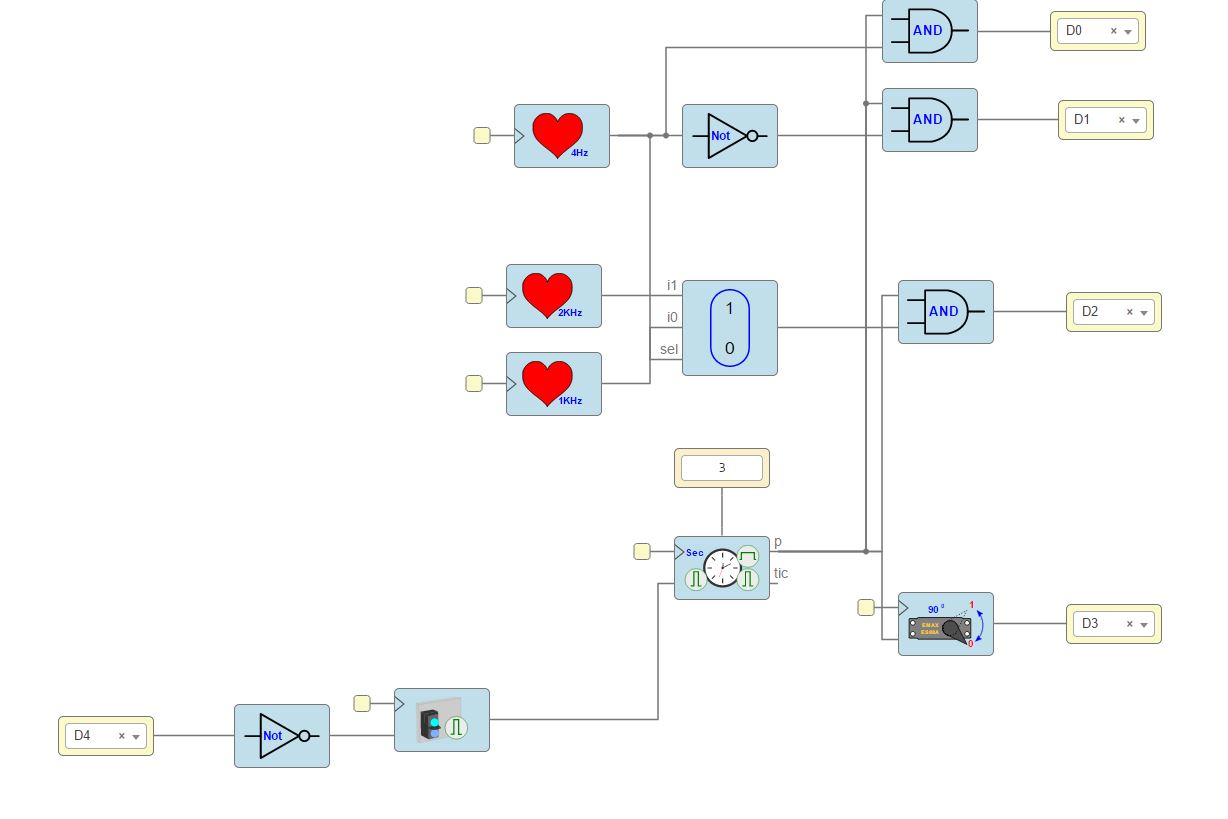 AND
D0 ×
AND
D1 ×
4Hz
Not
i1
2KHz
i0
1
0
sel
AND
D2 ×
1KHz
3
p
Sec
tic
90 º
1
EMAX
ES08A
0
D3 ×
D4 ×
Not